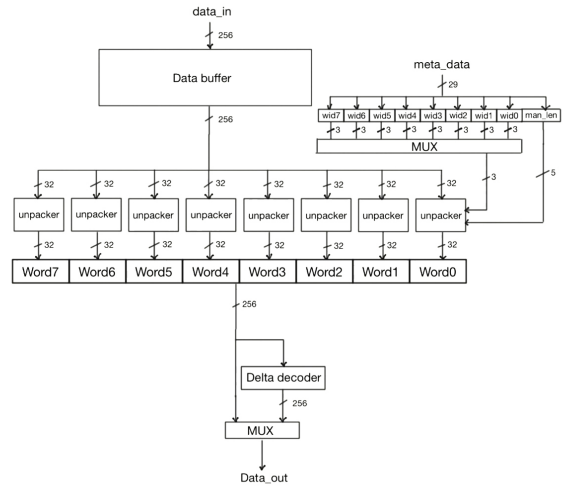 data_in
256
meta_data
29
Data buffer
wid7 wid6 wid5 wid4 wid3 wid2 wid1 wid0 man_len
256
3 3 3 3 3 3 3 3
MUX
3
5
32 32 32 32 32 32 32 32
unpacker unpacker unpacker unpacker unpacker unpacker unpacker unpacker
32 32 32 32 32 32 32 32
Word7 Word6 Word5 Word4 Word3 Word2 Word1 Word0
256
Delta decoder
256
MUX
Data_out